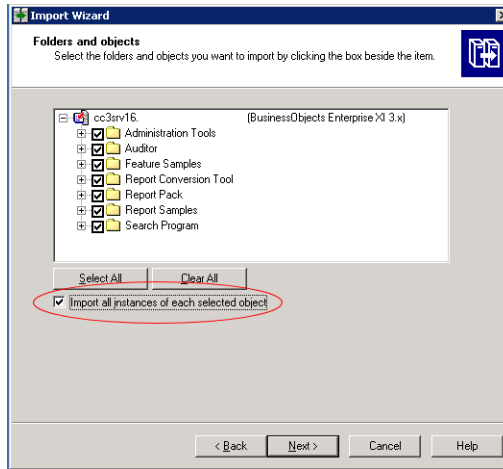 Import Wizard
Folders and objects
Select the folders and objects you want to import by clicking the box beside the item.
cc3srv16. (BusinessObjects Enterprise XI 3.x)
Administration Tools
Auditor
Feature Samples
Report Conversion Tool
Report Pack
Report Samples
Search Program
Select All Clear All
Import all instances of each selected object
< Back Next > Cancel Help